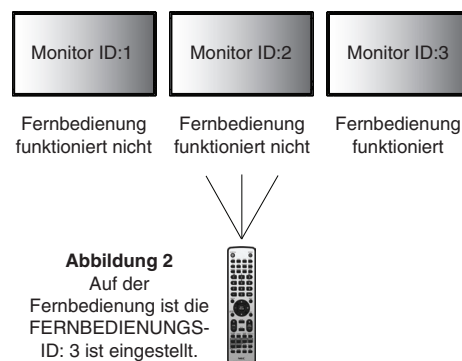 Monitor ID:1
Monitor ID:2
Monitor ID:3
Fernbedienung
funktioniert nicht
Fernbedienung
funktioniert nicht
Fernbedienung
funktioniert
Abbildung 2
Auf der
Fernbedienung ist die
FERNBEDIENUNGS-
ID: 3 ist eingestellt.